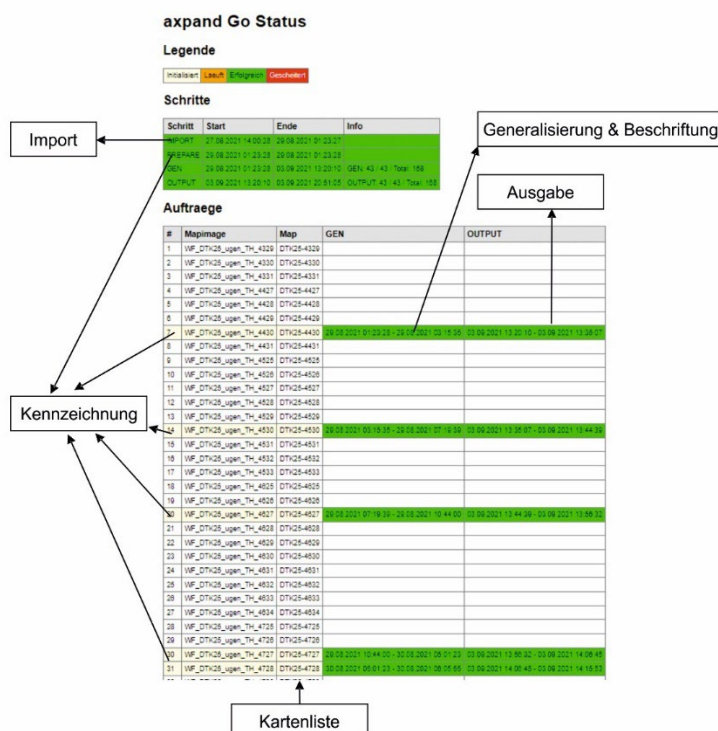 axpand Go Status
Legende
Initialisiert Laeuft Erfolgreich Gescheitert
Schritte
Schritt Start Ende Info
IMPORT 27.08.2021 14:00:28 29.08.2021 01:23:27
PREPARE 29.08.2021 01:23:28 29.08.2021 01:23:28
GEN 29.08.2021 01:23:28 03.09.2021 13:20:10 GEN: 43 / 43 / Total: 168
OUTPUT 03.09.2021 13:20:10 03.09.2021 20:51:05 OUTPUT: 43 / 43 / Total: 168
Import
Generalisierung & Beschriftung
Ausgabe
Auftraege
# Mapimage Map GEN OUTPUT
1 WF_DTK25_ugen_TH_4329 DTK25-4329
2 WF_DTK25_ugen_TH_4330 DTK25-4330
3 WF_DTK25_ugen_TH_4331 DTK25-4331
4 WF_DTK25_ugen_TH_4427 DTK25-4427
5 WF_DTK25_ugen_TH_4428 DTK25-4428
6 WF_DTK25_ugen_TH_4429 DTK25-4429
7 WF_DTK25_ugen_TH_4430 DTK25-4430 29.08.2021 01:23:28 - 29.08.2021 03:15:35 03.09.2021 13:20:10 - 03.09.2021 13:35:07
8 WF_DTK25_ugen_TH_4431 DTK25-4431
9 WF_DTK25_ugen_TH_4525 DTK25-4525
10 WF_DTK25_ugen_TH_4526 DTK25-4526
11 WF_DTK25_ugen_TH_4527 DTK25-4527
12 WF_DTK25_ugen_TH_4528 DTK25-4528
13 WF_DTK25_ugen_TH_4529 DTK25-4529
14 WF_DTK25_ugen_TH_4530 DTK25-4530 29.08.2021 03:15:35 - 29.08.2021 07:19:39 03.09.2021 13:35:07 - 03.09.2021 13:44:39
15 WF_DTK25_ugen_TH_4531 DTK25-4531
16 WF_DTK25_ugen_TH_4532 DTK25-4532
17 WF_DTK25_ugen_TH_4533 DTK25-4533
18 WF_DTK25_ugen_TH_4625 DTK25-4625
19 WF_DTK25_ugen_TH_4626 DTK25-4626
20 WF_DTK25_ugen_TH_4627 DTK25-4627 29.08.2021 07:19:39 - 29.08.2021 10:44:00 03.09.2021 13:44:39 - 03.09.2021 13:56:32
21 WF_DTK25_ugen_TH_4628 DTK25-4628
22 WF_DTK25_ugen_TH_4629 DTK25-4629
23 WF_DTK25_ugen_TH_4630 DTK25-4630
24 WF_DTK25_ugen_TH_4631 DTK25-4631
25 WF_DTK25_ugen_TH_4632 DTK25-4632
26 WF_DTK25_ugen_TH_4633 DTK25-4633
27 WF_DTK25_ugen_TH_4634 DTK25-4634
28 WF_DTK25_ugen_TH_4725 DTK25-4725
29 WF_DTK25_ugen_TH_4726 DTK25-4726
30 WF_DTK25_ugen_TH_4727 DTK25-4727 29.08.2021 10:44:00 - 30.08.2021 05:01:23 03.09.2021 13:56:32 - 03.09.2021 14:06:45
31 WF_DTK25_ugen_TH_4728 DTK25-4728 30.08.2021 05:01:23 - 30.08.2021 06:05:55 03.09.2021 14:06:45 - 03.09.2021 14:15:53
Kennzeichnung
Kartenliste